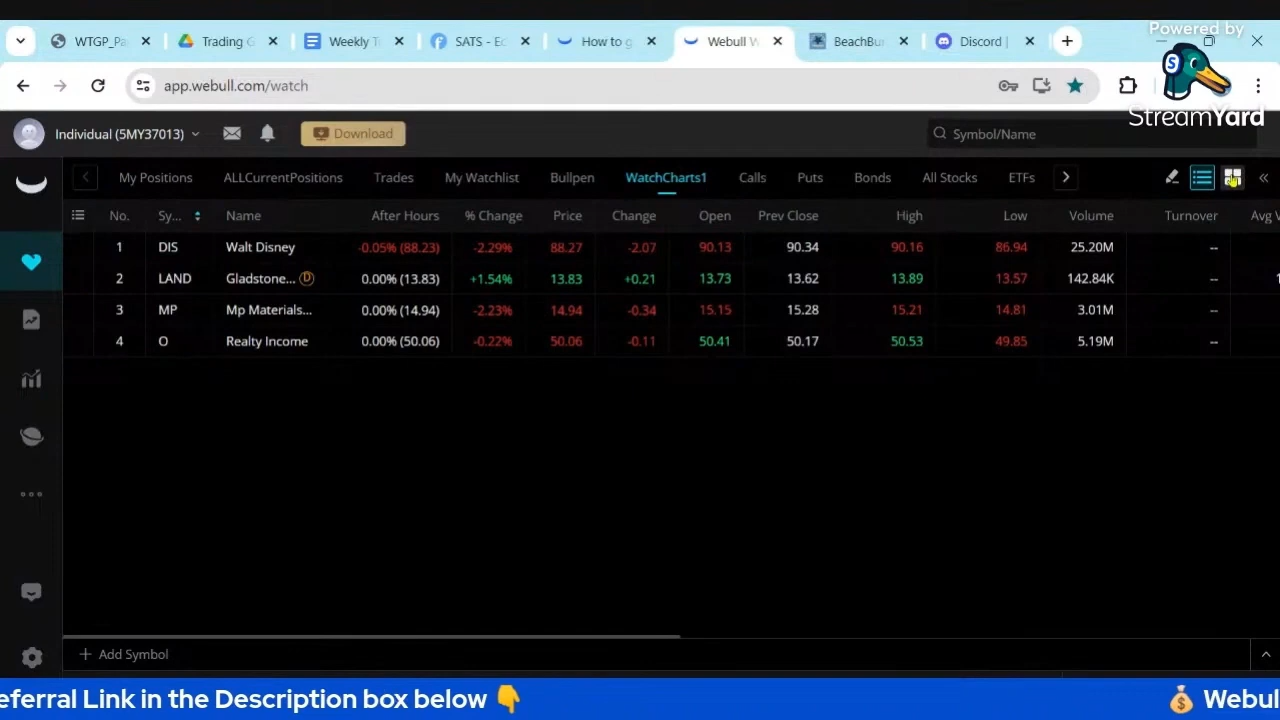 Powered by
StreamYard
WTGP_Pa
Trading G
Weekly T
SATS - Ec
How to g
Webull W
BeachBu
Discord |
app.webull.com/watch
Individual (5MY37013)
Download
Symbol/Name
My Positions
ALLCurrentPositions
Trades
My Watchlist
Bullpen
WatchCharts1
Calls
Puts
Bonds
All Stocks
ETFs
No. Sy... Name After Hours % Change Price Change Open Prev Close High Low Volume Turnover Avg V
1 DIS Walt Disney -0.05% (88.23) -2.29% 88.27 -2.07 90.13 90.34 90.16 86.94 25.20M --
2 LAND Gladstone... D 0.00% (13.83) +1.54% 13.83 +0.21 13.73 13.62 13.89 13.57 142.84K -- 1
3 MP Mp Materials... 0.00% (14.94) -2.23% 14.94 -0.34 15.15 15.28 15.21 14.81 3.01M --
4 O Realty Income 0.00% (50.06) -0.22% 50.06 -0.11 50.41 50.17 50.53 49.85 5.19M --
+ Add Symbol
eferral Link in the Description box below 👇 💰 Webul